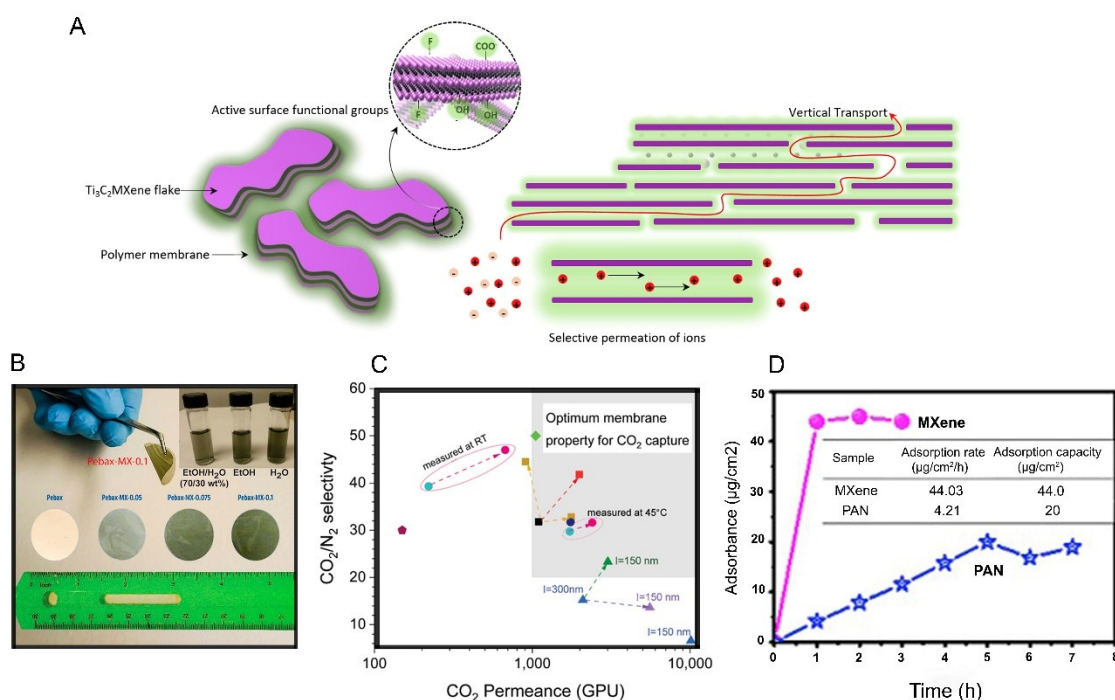 A
F
COO⁻
F
OH
OH
Active surface functional groups
Vertical Transport
Ti₃C₂MXene flake
Polymer membrane
Selective permeation of ions
B
Pebax-MX-0.1
EtOH/H₂O EtOH H₂O
(70/30 wt%)
Pebax Pebax-MX-0.05 Pebax-MX-0.075 Pebax-MX-0.1
C
CO₂/N₂ selectivity
60
50
40
30
20
10
Optimum membrane
property for CO₂ capture
measured at RT
measured at 45°C
l=150 nm
l=300nm
l=150 nm
l=150 nm
100 1,000 10,000
CO₂ Permeance (GPU)
D
Adsorbance (μg/cm2)
50
40
30
20
10
0
MXene
Sample Adsorption rate Adsorption capacity
(μg/cm²/h) (μg/cm²)
MXene 44.03 44.0
PAN 4.21 20
PAN
0 1 2 3 4 5 6 7 8
Time (h)